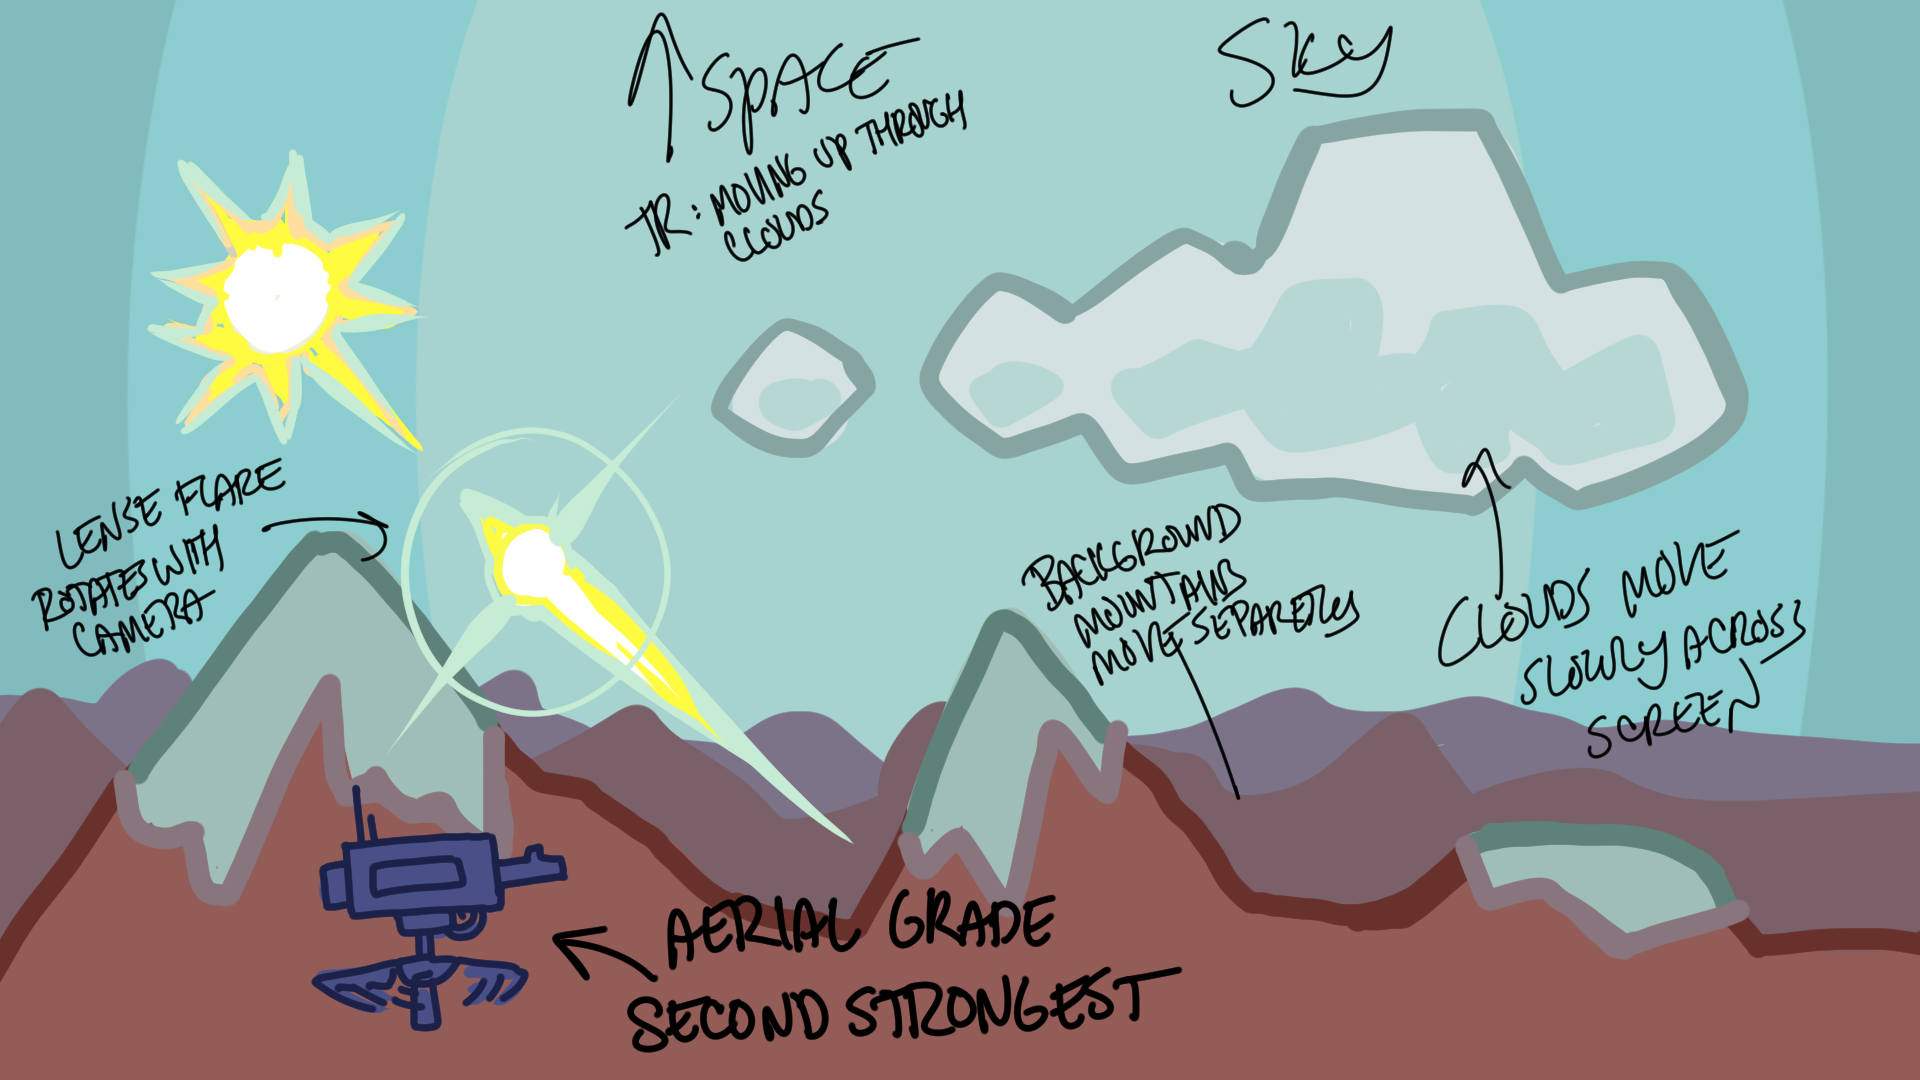 SPACE
TR: MOVING UP THROUGH
CLOUDS
Sky
LENSE FLARE
ROTATES WITH
CAMERA
BACKGROUND
MOUNTAINS
MOVE SEPARETLY
CLOUDS MOVE
SLOWLY ACROSS
SCREEN
AERIAL GRADE
SECOND STRONGEST